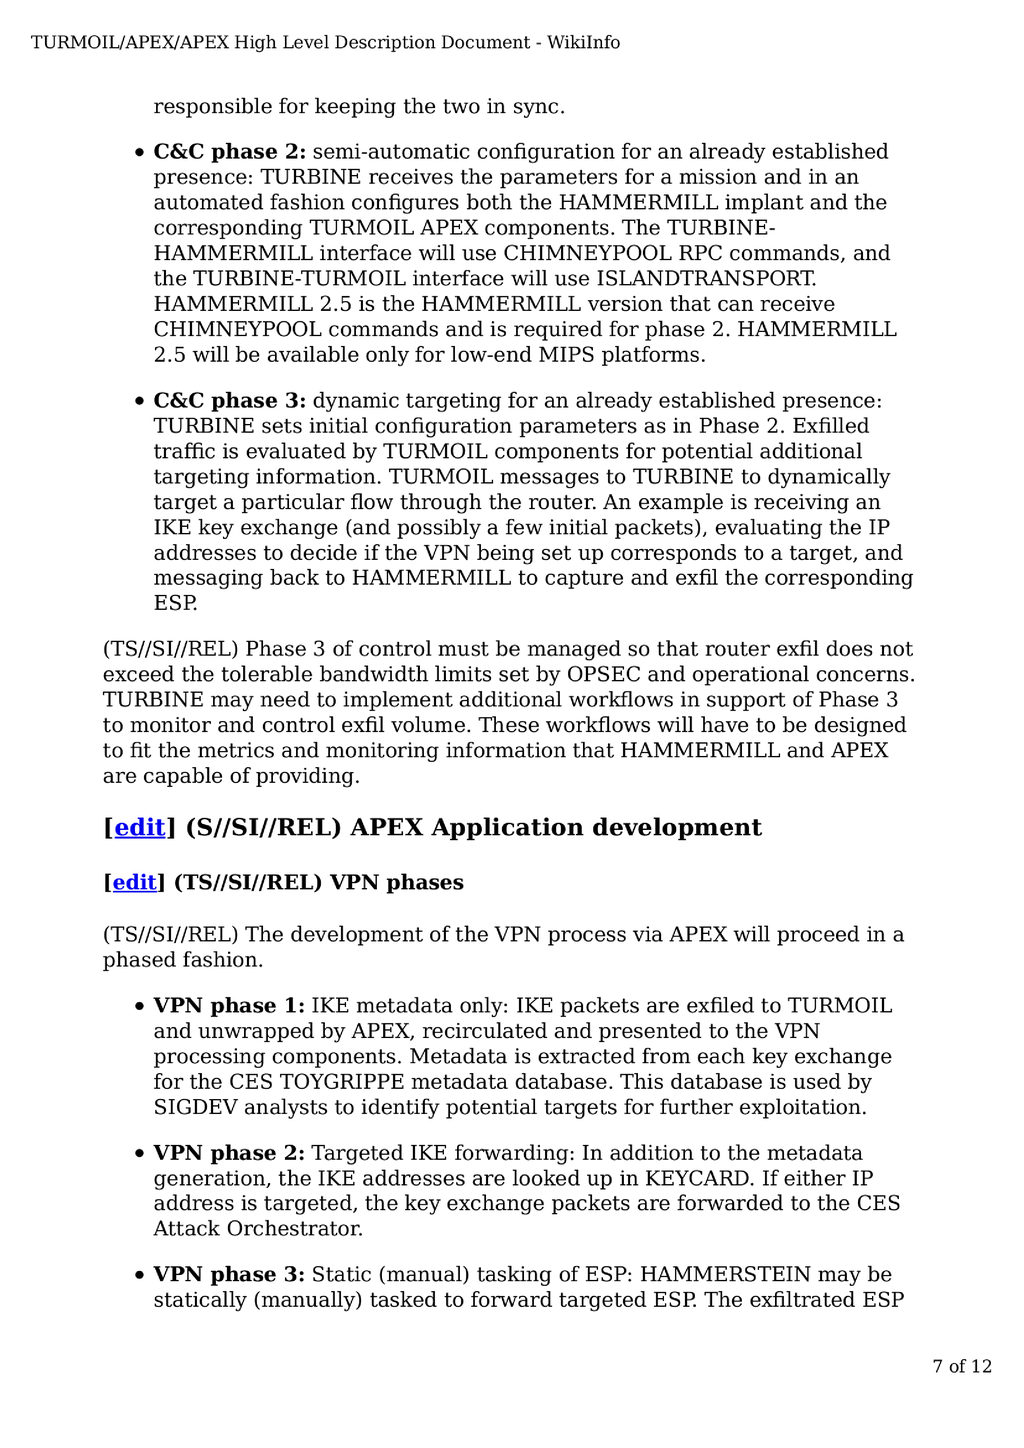 TURMOIL/APEX/APEX High Level Description Document - WikiInfo
responsible for keeping the two in sync.
• C&C phase 2: semi-automatic configuration for an already established
presence: TURBINE receives the parameters for a mission and in an
automated fashion configures both the HAMMERMILL implant and the
corresponding TURMOIL APEX components. The TURBINE-
HAMMERMILL interface will use CHIMNEYPOOL RPC commands, and
the TURBINE-TURMOIL interface will use ISLANDTRANSPORT.
HAMMERMILL 2.5 is the HAMMERMILL version that can receive
CHIMNEYPOOL commands and is required for phase 2. HAMMERMILL
2.5 will be available only for low-end MIPS platforms.
• C&C phase 3: dynamic targeting for an already established presence:
TURBINE sets initial configuration parameters as in Phase 2. Exfilled
traffic is evaluated by TURMOIL components for potential additional
targeting information. TURMOIL messages to TURBINE to dynamically
target a particular flow through the router. An example is receiving an
IKE key exchange (and possibly a few initial packets), evaluating the IP
addresses to decide if the VPN being set up corresponds to a target, and
messaging back to HAMMERMILL to capture and exfil the corresponding
ESP.
(TS//SI//REL) Phase 3 of control must be managed so that router exfil does not
exceed the tolerable bandwidth limits set by OPSEC and operational concerns.
TURBINE may need to implement additional workflows in support of Phase 3
to monitor and control exfil volume. These workflows will have to be designed
to fit the metrics and monitoring information that HAMMERMILL and APEX
are capable of providing.
[edit] (S//SI//REL) APEX Application development
[edit] (TS//SI//REL) VPN phases
(TS//SI//REL) The development of the VPN process via APEX will proceed in a
phased fashion.
• VPN phase 1: IKE metadata only: IKE packets are exfiled to TURMOIL
and unwrapped by APEX, recirculated and presented to the VPN
processing components. Metadata is extracted from each key exchange
for the CES TOYGRIPPE metadata database. This database is used by
SIGDEV analysts to identify potential targets for further exploitation.
• VPN phase 2: Targeted IKE forwarding: In addition to the metadata
generation, the IKE addresses are looked up in KEYCARD. If either IP
address is targeted, the key exchange packets are forwarded to the CES
Attack Orchestrator.
• VPN phase 3: Static (manual) tasking of ESP: HAMMERSTEIN may be
statically (manually) tasked to forward targeted ESP. The exfiltrated ESP
7 of 12